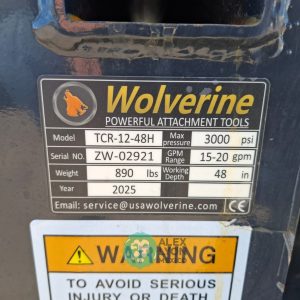 Wolverine
POWERFUL ATTACHMENT TOOLS
Model TCR-12-48H Max pressure 3000 psi
Serial NO. ZW-02921 GPM Range 15-20 gpm
Weight 890 lbs Working Depth 48 in
Year 2025
Email: service@usawolverine.com CE
WARNING
ALEX LYON
TO AVOID SERIOUS
INJURY OR DEATH